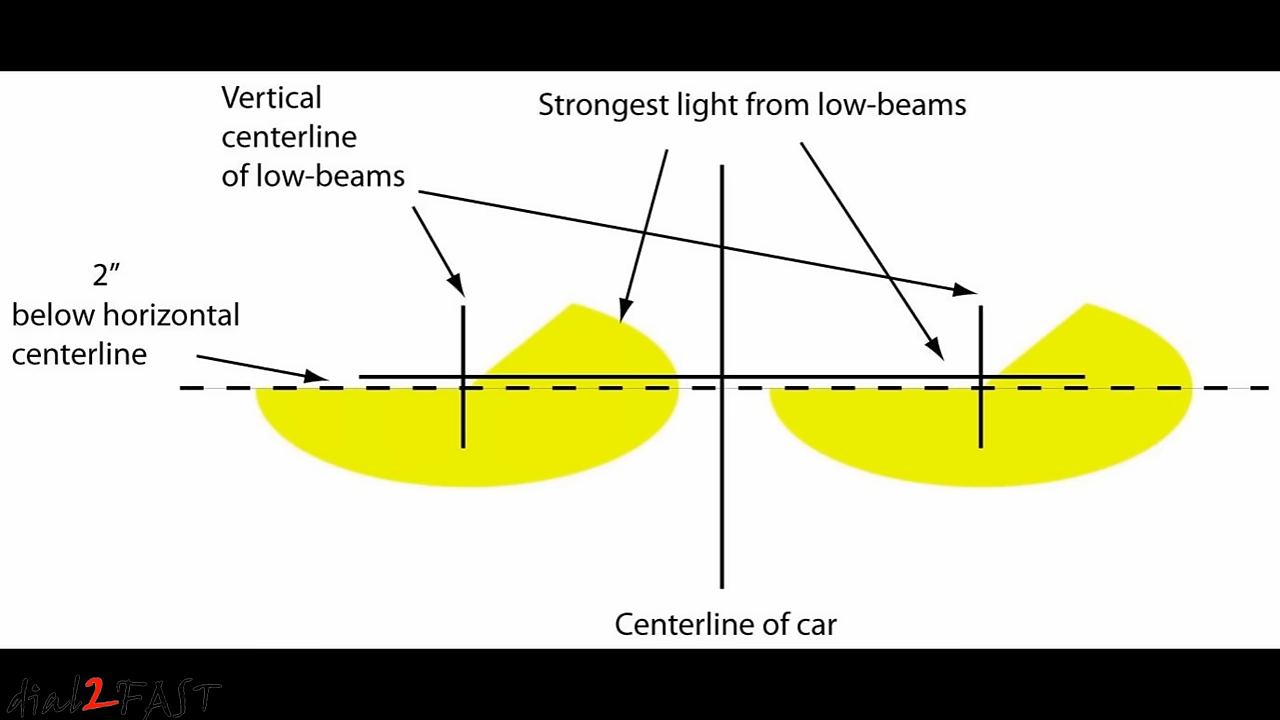 Vertical
centerline
of low-beams
Strongest light from low-beams
2”
below horizontal
centerline
Centerline of car
dial2FAST